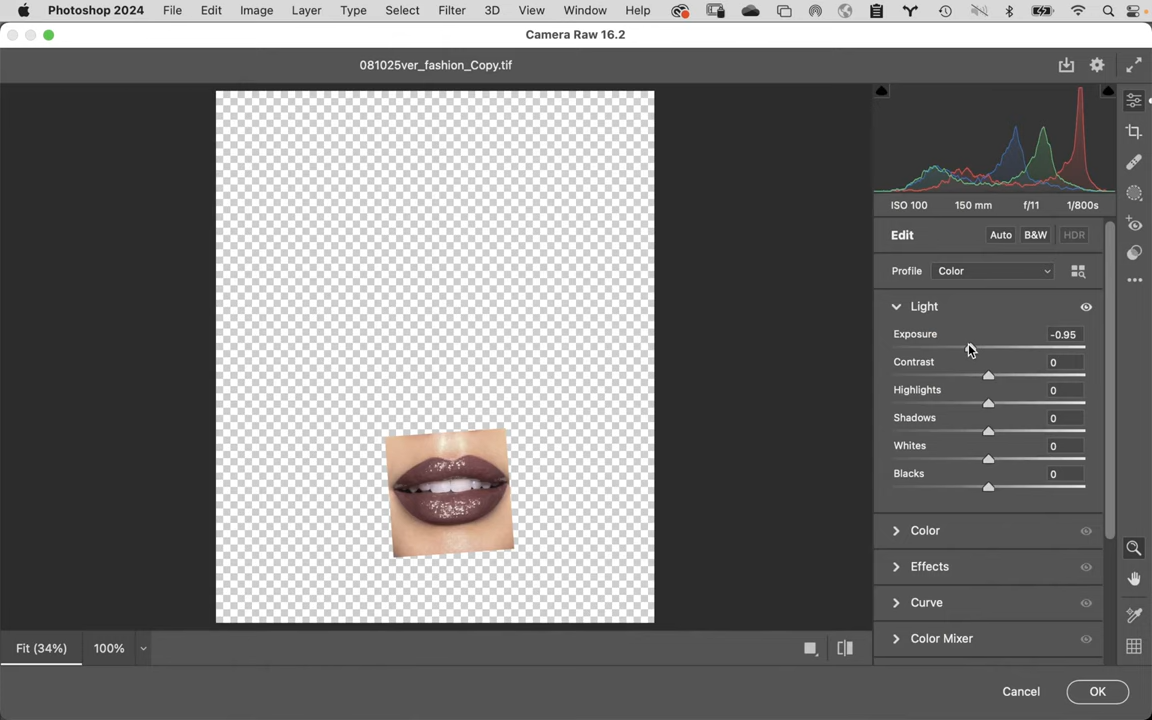 Photoshop 2024 File Edit Image Layer Type Select Filter 3D View Window Help
Camera Raw 16.2
081025ver_fashion_Copy.tif
ISO 100 150 mm f/11 1/800s
Edit Auto B&W HDR
Profile Color
Light
Exposure -0.95
Contrast 0
Highlights 0
Shadows 0
Whites 0
Blacks 0
Color
Effects
Curve
Color Mixer
Fit (34%) 100%
Cancel OK